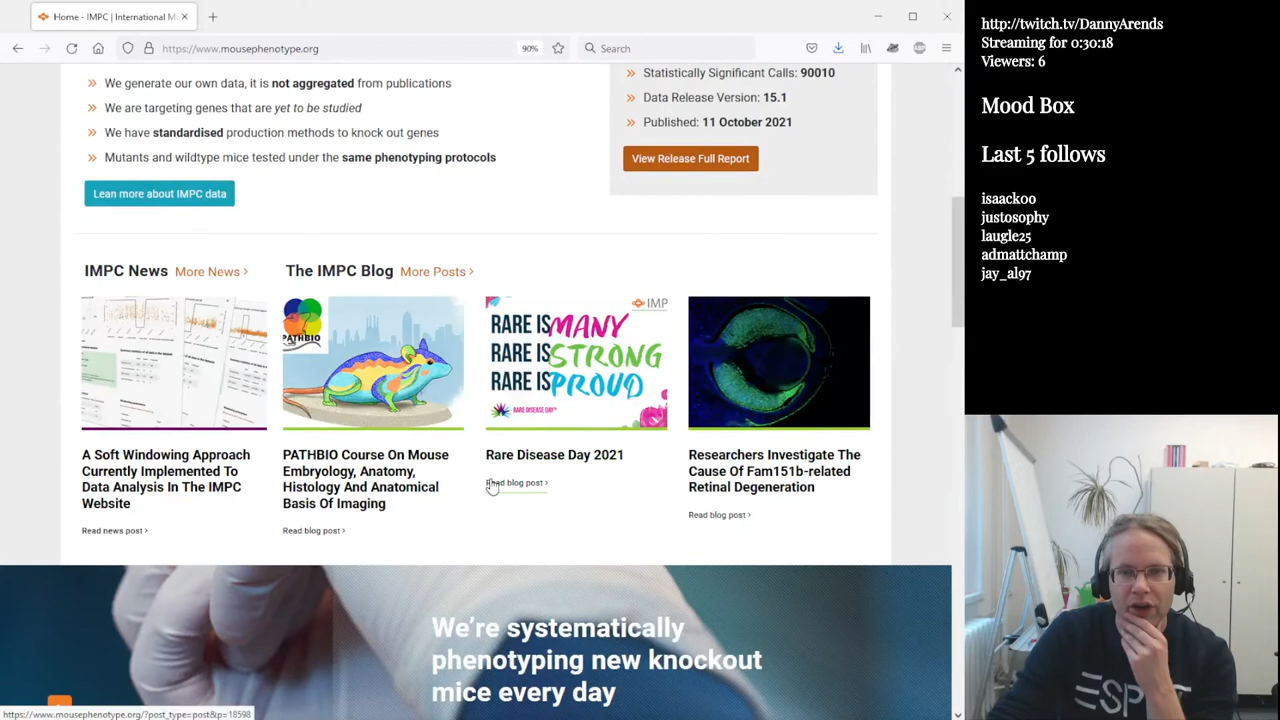 Home - IMPC | International Mo
https://www.mousephenotype.org
90%
Search
We generate our own data, it is not aggregated from publications
We are targeting genes that are yet to be studied
We have standardised production methods to knock out genes
Mutants and wildtype mice tested under the same phenotyping protocols
Lean more about IMPC data
Statistically Significant Calls: 90010
Data Release Version: 15.1
Published: 11 October 2021
View Release Full Report
IMPC News
More News >
The IMPC Blog
More Posts >
PATHBIO
IMP
RARE IS MANY
RARE IS STRONG
RARE IS PROUD
RARE DISEASE DAY
A Soft Windowing Approach
Currently Implemented To
Data Analysis In The IMPC
Website
Read news post >
PATHBIO Course On Mouse
Embryology, Anatomy,
Histology And Anatomical
Basis Of Imaging
Read blog post >
Rare Disease Day 2021
Read blog post >
Researchers Investigate The
Cause Of Fam151b-related
Retinal Degeneration
Read blog post >
We're systematically
phenotyping new knockout
mice every day
https://www.mousephenotype.org/?post_type=post&p=18598
http://twitch.tv/DannyArends
Streaming for 0:30:18
Viewers: 6
Mood Box
Last 5 follows
isaackoo
justosophy
laugle25
admattchamp
jay_al97